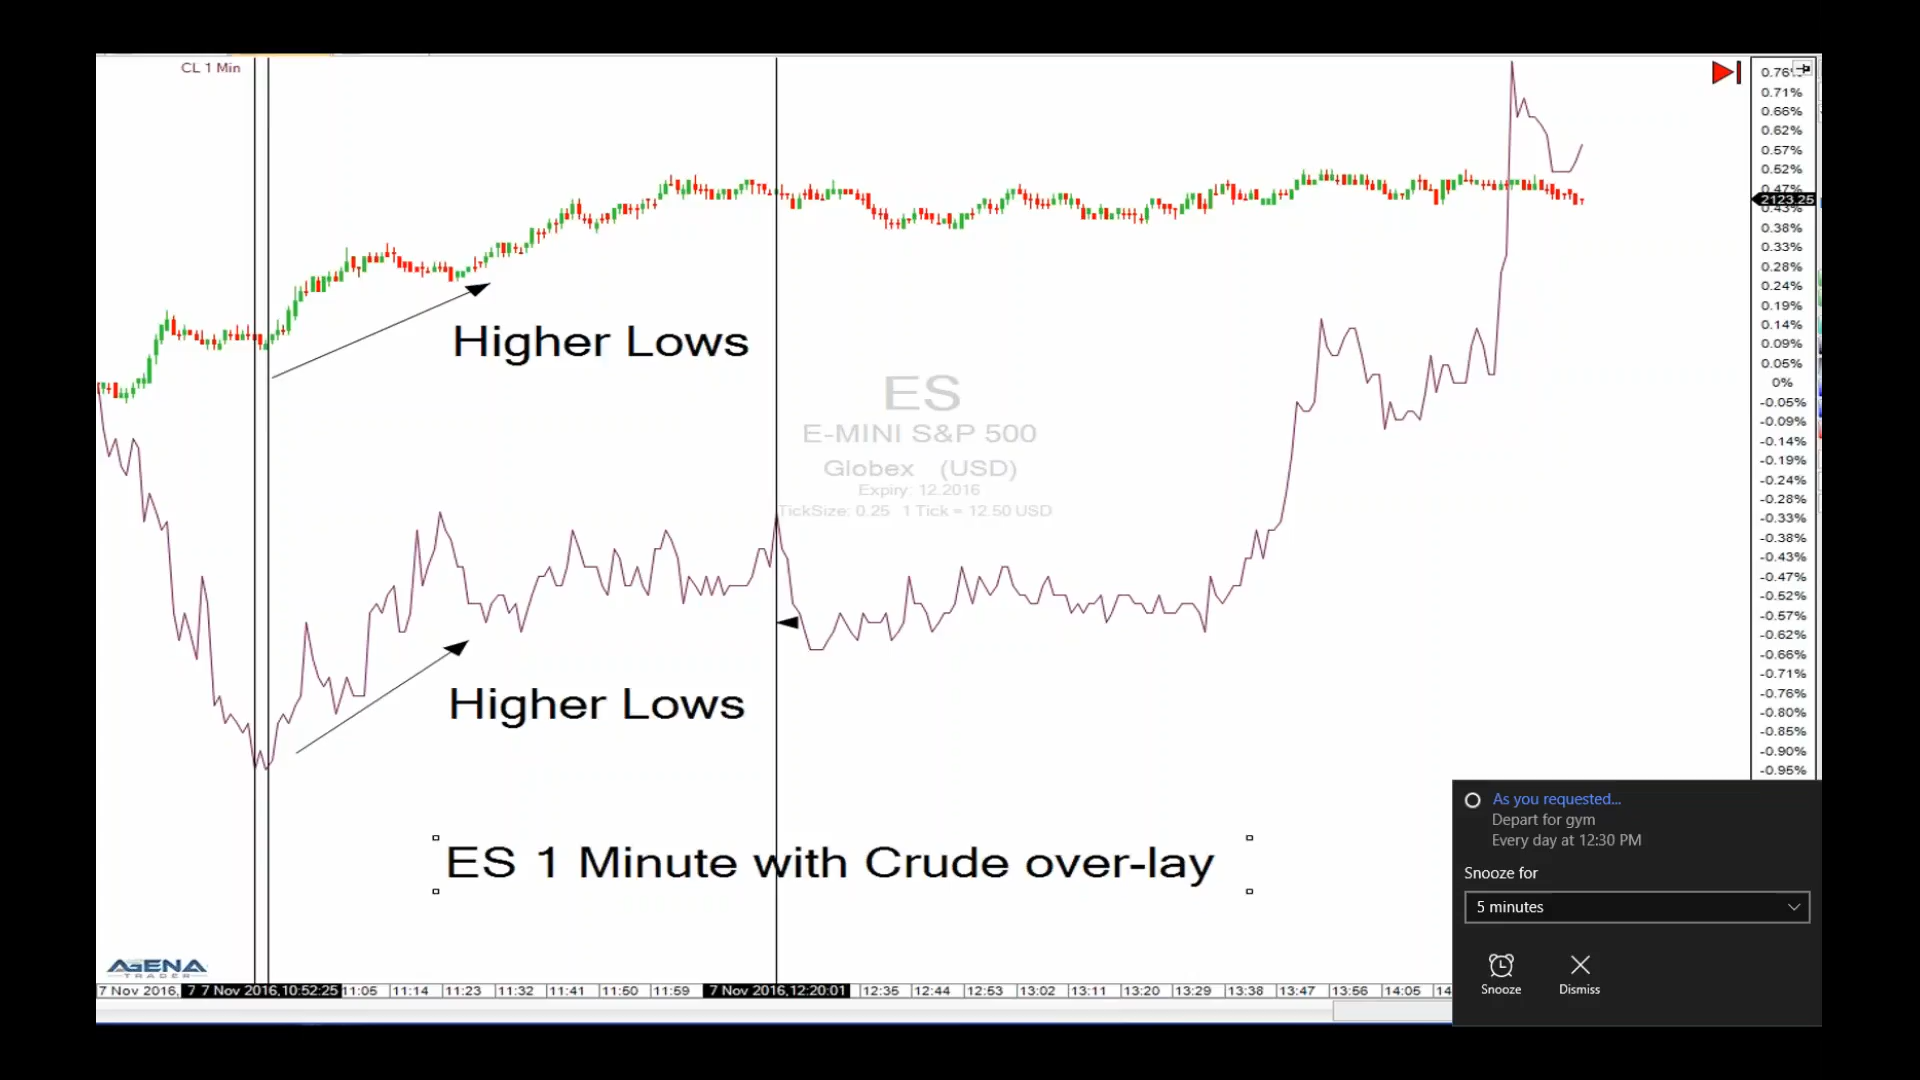 CL 1 Min
0.76%
0.71%
0.66%
0.62%
0.57%
0.52%
0.47%
2123.25
0.43%
0.38%
0.33%
0.28%
0.24%
0.19%
0.14%
0.09%
0.05%
0%
-0.05%
-0.09%
-0.14%
-0.19%
-0.24%
-0.28%
-0.33%
-0.38%
-0.43%
-0.47%
-0.52%
-0.57%
-0.62%
-0.66%
-0.71%
-0.76%
-0.80%
-0.85%
-0.90%
-0.95%
Higher Lows
ES
E-MINI S&P 500
Globex (USD)
Expiry: 12.2016
TickSize: 0.25 1 Tick = 12.50 USD
Higher Lows
ES 1 Minute with Crude over-lay
AGENA
TRADER
7 Nov 2016, 7 7 Nov 2016,10:52:25 11:05 11:14 11:23 11:32 11:41 11:50 11:59 7 Nov 2016,12:20:01 12:35 12:44 12:53 13:02 13:11 13:20 13:29 13:38 13:47 13:56 14:05
As you requested...
Depart for gym
Every day at 12:30 PM
Snooze for
5 minutes
Snooze Dismiss